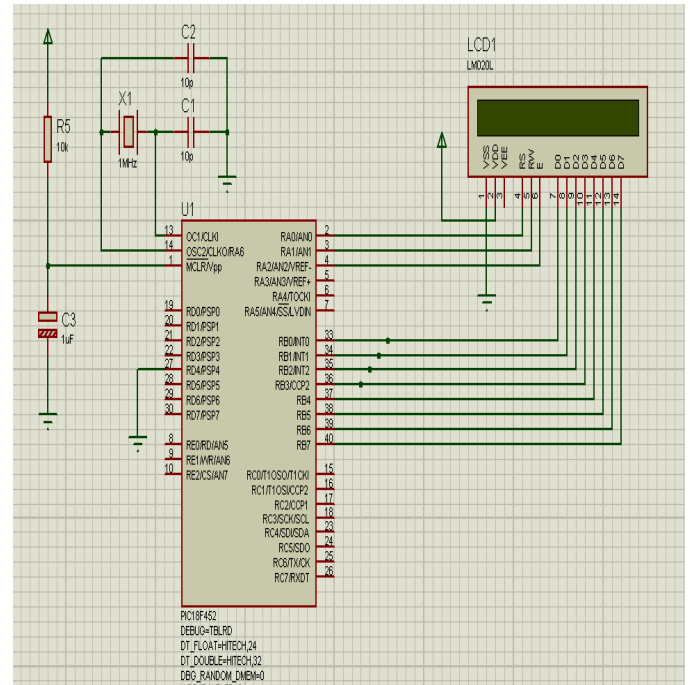 C2
10p
X1
1MHz
C1
10p
R5
10k
C3
1uF
LCD1
LM020L
VSS
VDD
VEE
RS
RW
E
D0
D1
D2
D3
D4
D5
D6
D7
1
2
3
4
5
6
7
8
9
10
11
12
13
14
U1
13 OC1/CLKI
14 OSC2/CLKO/RA6
1 MCLR/Vpp
19 RD0/PSP0
20 RD1/PSP1
21 RD2/PSP2
22 RD3/PSP3
27 RD4/PSP4
28 RD5/PSP5
29 RD6/PSP6
30 RD7/PSP7
8 RE0/RD/AN5
9 RE1/WR/AN6
10 RE2/CS/AN7
RA0/AN0 2
RA1/AN1 3
RA2/AN2/VREF- 4
RA3/AN3/VREF+ 5
RA4/TOCKI 6
RA5/AN4/SS/LVDIN 7
RB0/INT0 33
RB1/INT1 34
RB2/INT2 35
RB3/CCP2 36
RB4 37
RB5 38
RB6 39
RB7 40
RC0/T1OSO/T1CKI 15
RC1/T1OSI/CCP2 16
RC2/CCP1 17
RC3/SCK/SCL 18
RC4/SDI/SDA 23
RC5/SDO 24
RC6/TX/CK 25
RC7/RXDT 26
PIC18F452
DEBUG=TBLRD
DT_FLOAT=HITECH,24
DT_DOUBLE=HITECH,32
DBG_RANDOM_DMEM=0